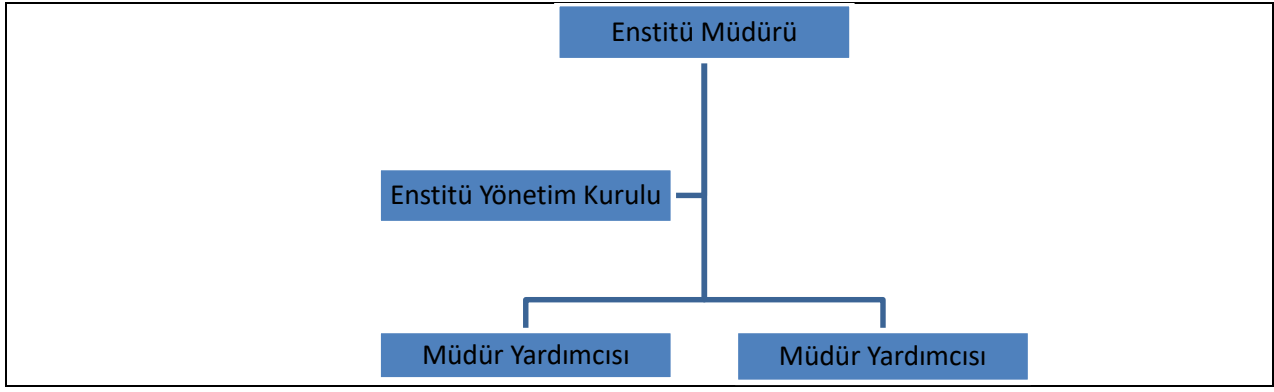 Enstitü Müdürü
Enstitü Yönetim Kurulu
Müdür Yardımcısı
Müdür Yardımcısı